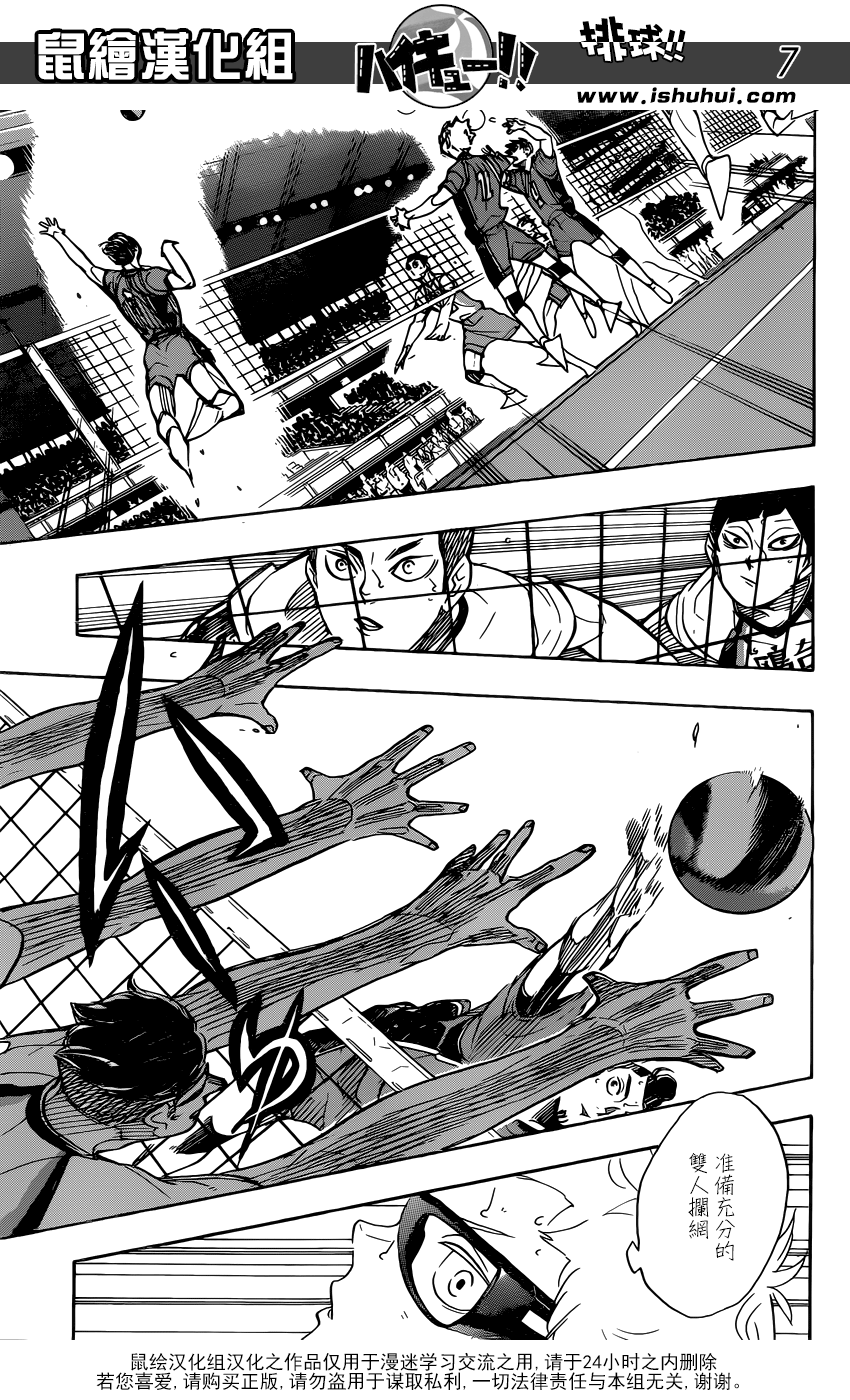 鼠繪漢化組
ハイキュー!!
排球!!
7
www.ishuhui.com
准備充分的
雙人攔網
鼠绘汉化组汉化之作品仅用于漫迷学习交流之用,请于24小时之内删除
若您喜爱,请购买正版,请勿盗用于谋取私利,一切法律责任与本组无关,谢谢。